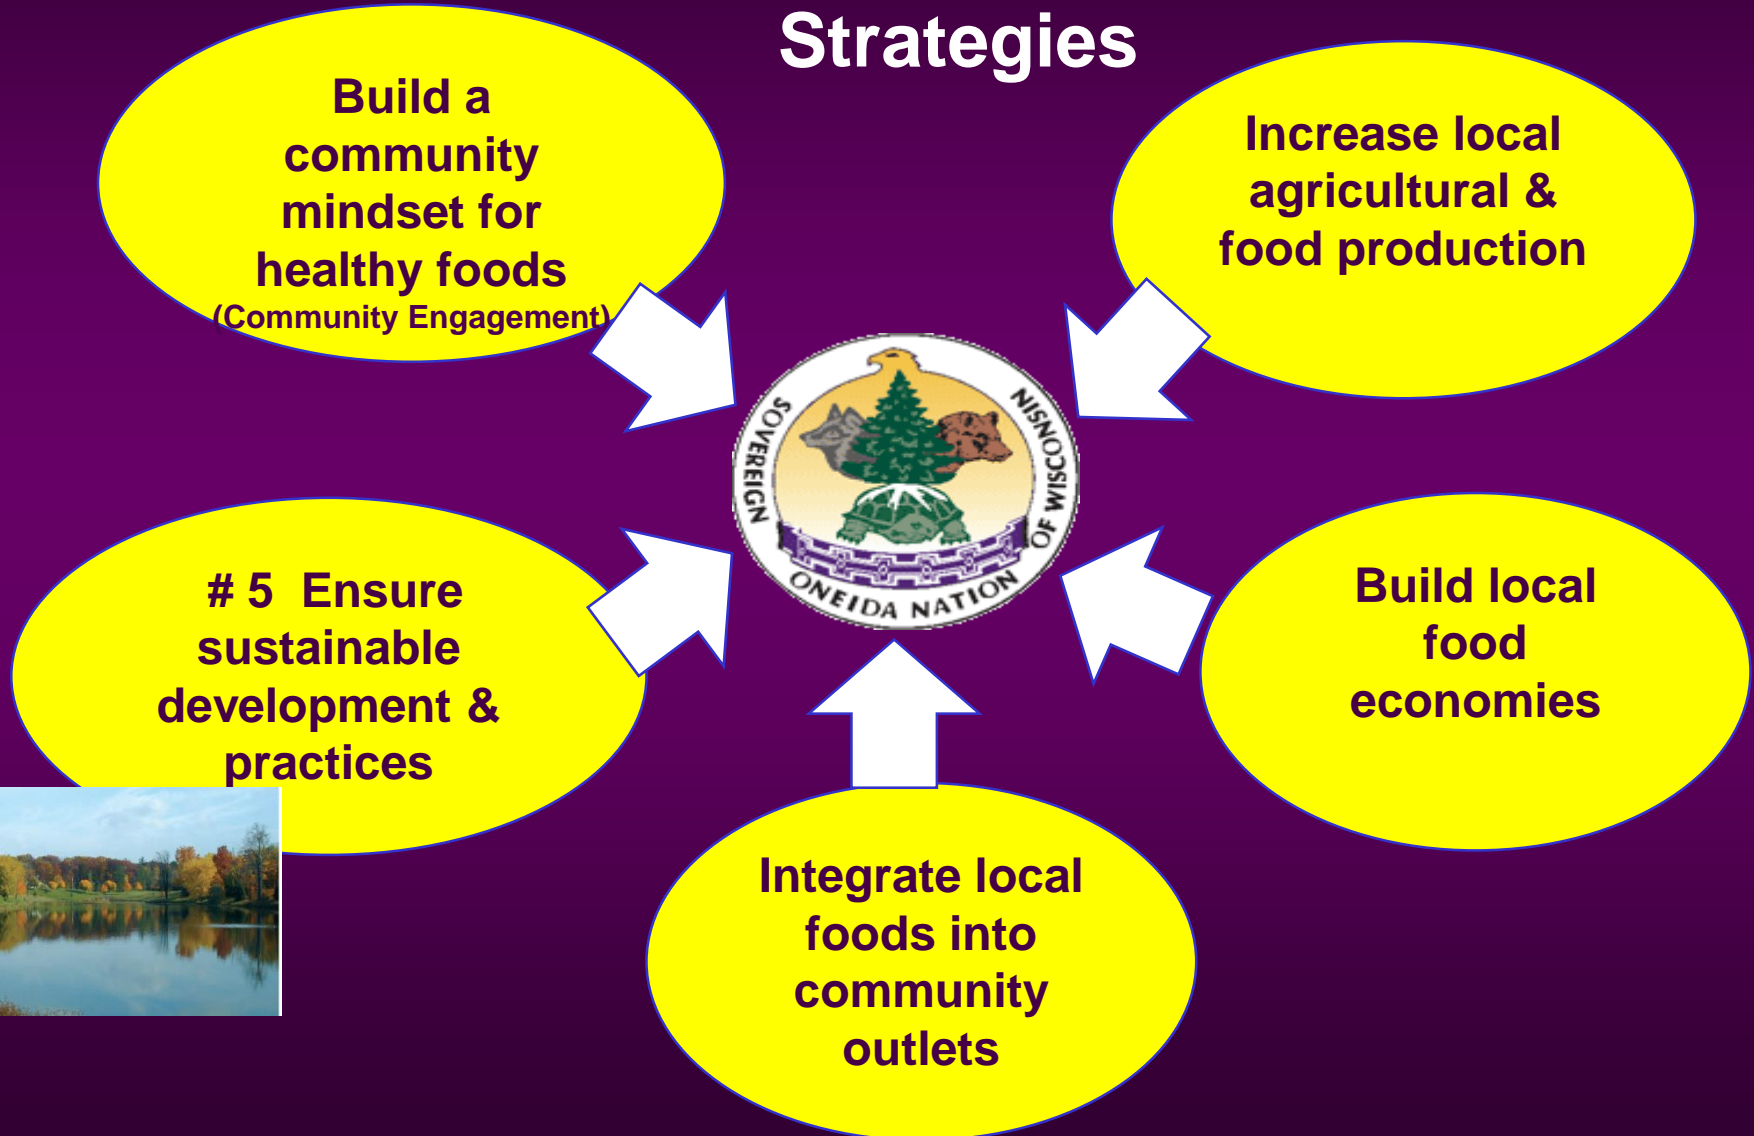 Strategies
Build a
community
mindset for
healthy foods
(Community Engagement)
Increase local
agricultural &
food production
SOVEREIGN
ONEIDA NATION
OF WISCONSIN
# 5  Ensure
sustainable
development &
practices
Build local
food
economies
Integrate local
foods into
community
outlets